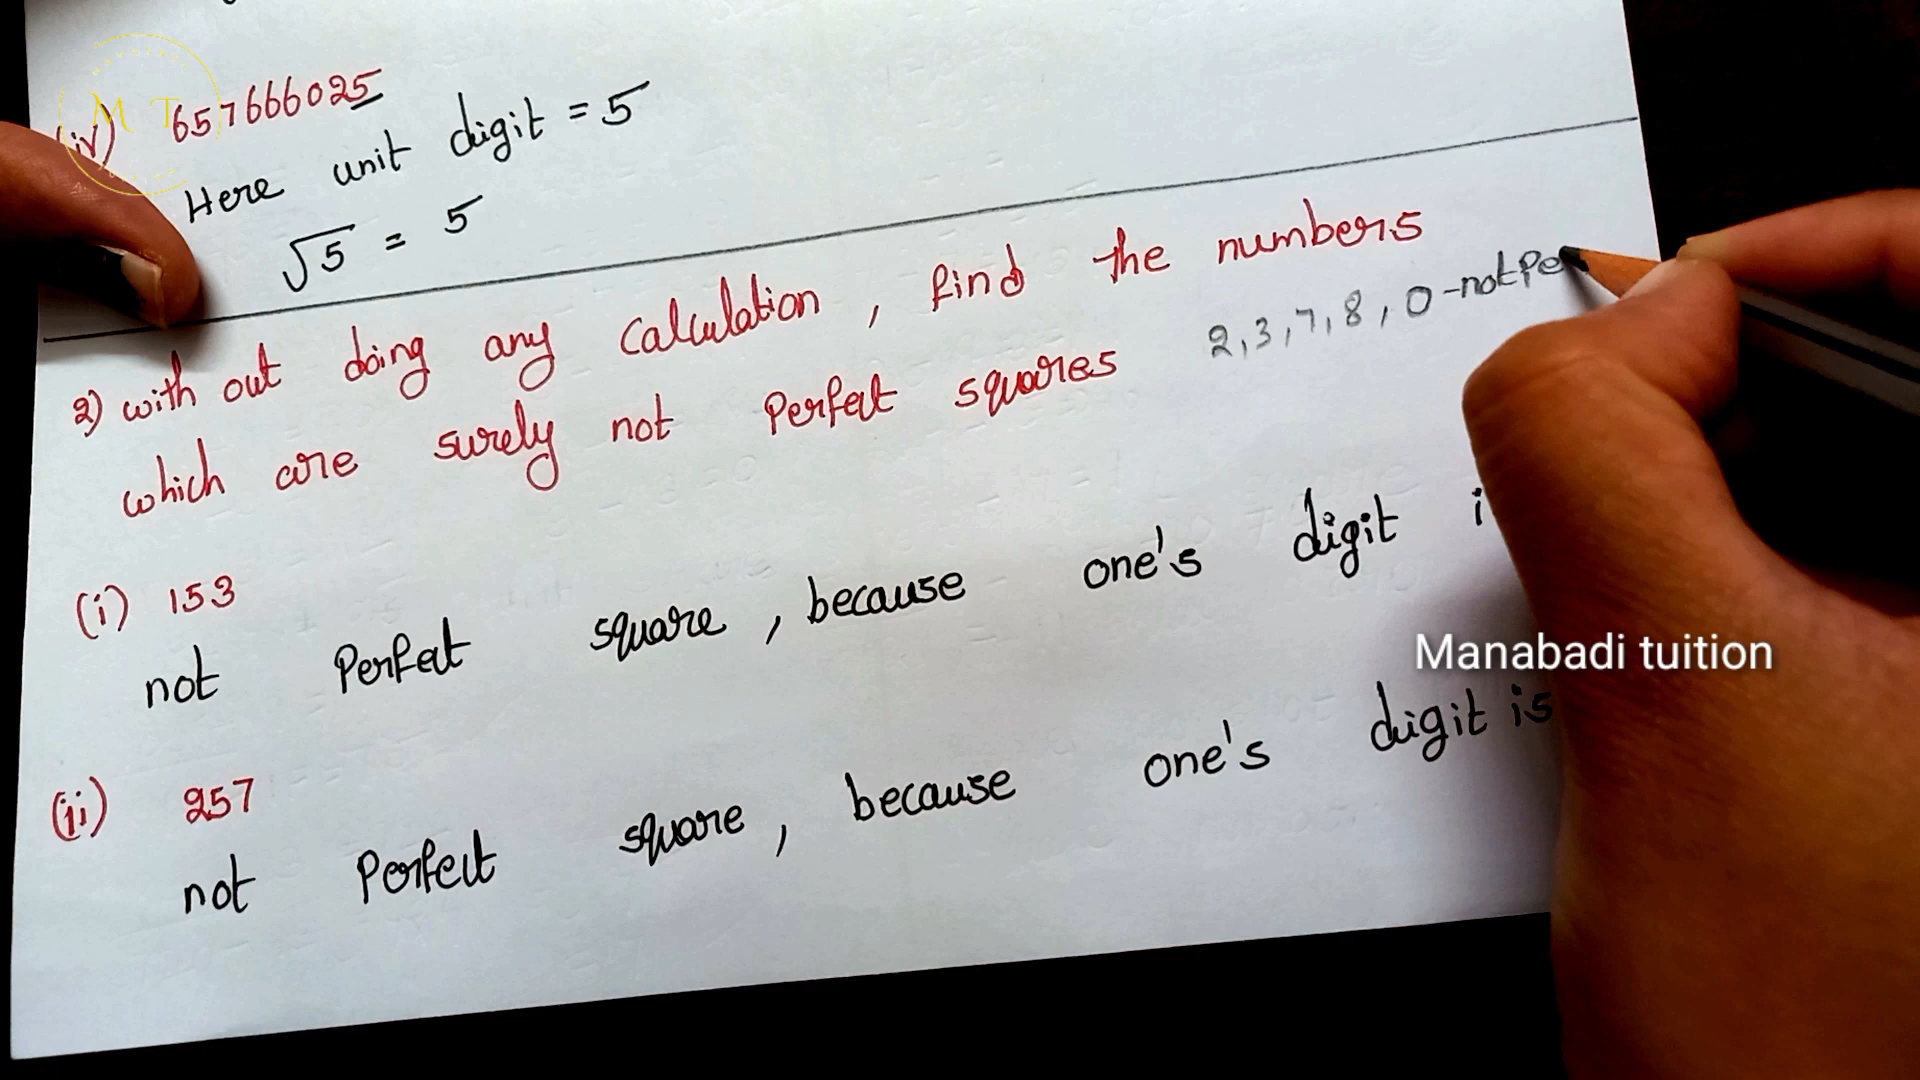 M T
(iv) 657666025
Here unit digit = 5
√5 = 5
2) with out doing any calculation, find the numbers
which are surely not perfect squares 2,3,7,8, 0-not Pe
(i) 153
not perfect square, because one's digit i
Manabadi tuition
(ii) 257
not perfect square, because one's digit is